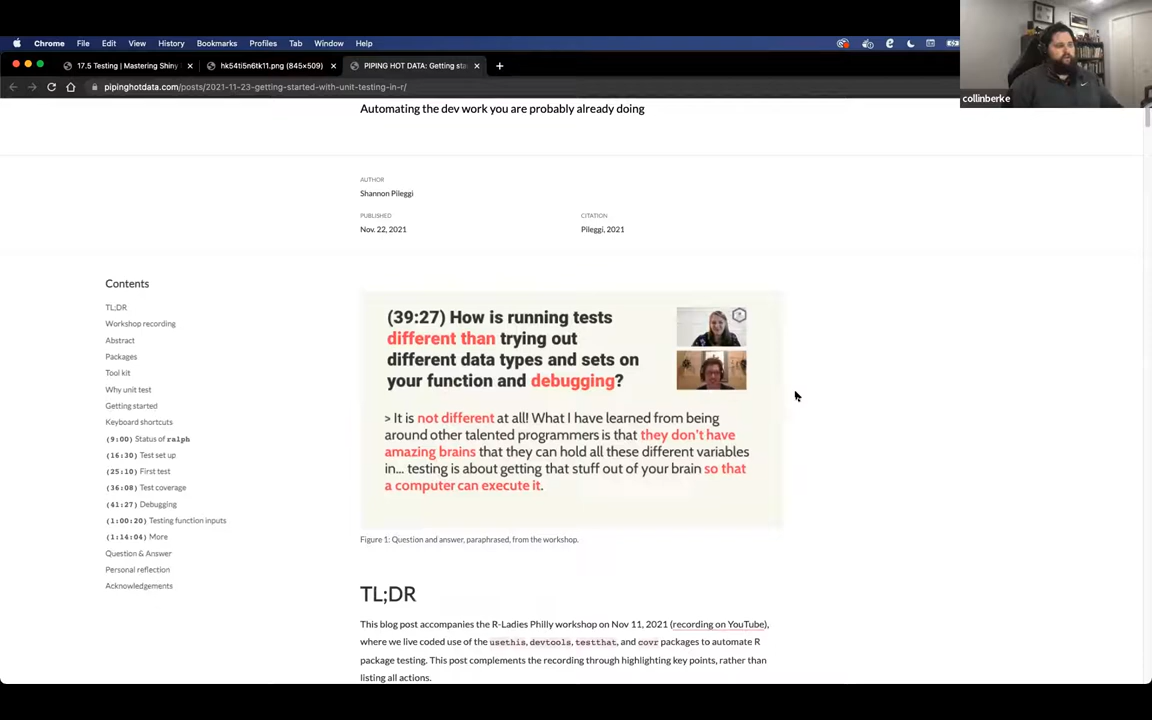 Chrome File Edit View History Bookmarks Profiles Tab Window Help
17.5 Testing | Mastering Shiny
hk54ti5n6tk11.png (845×509)
PIPING HOT DATA: Getting sta
pipinghotdata.com/posts/2021-11-23-getting-started-with-unit-testing-in-r/
collinberke
Automating the dev work you are probably already doing
AUTHOR
Shannon Pileggi
PUBLISHED
CITATION
Nov. 22, 2021
Pileggi, 2021
Contents
TL;DR
Workshop recording
Abstract
Packages
Tool kit
Why unit test
Getting started
Keyboard shortcuts
(9:00) Status of ralph
(16:30) Test set up
(25:10) First test
(36:08) Test coverage
(41:27) Debugging
(1:00:20) Testing function inputs
(1:14:04) More
Question & Answer
Personal reflection
Acknowledgements
(39:27) How is running tests
different than trying out
different data types and sets on
your function and debugging?
> It is not different at all! What I have learned from being
around other talented programmers is that they don't have
amazing brains that they can hold all these different variables
in... testing is about getting that stuff out of your brain so that
a computer can execute it.
Figure 1: Question and answer, paraphrased, from the workshop.
TL;DR
This blog post accompanies the R-Ladies Philly workshop on Nov 11, 2021 (recording on YouTube),
where we live coded use of the usethis, devtools, testthat, and covr packages to automate R
package testing. This post complements the recording through highlighting key points, rather than
listing all actions.